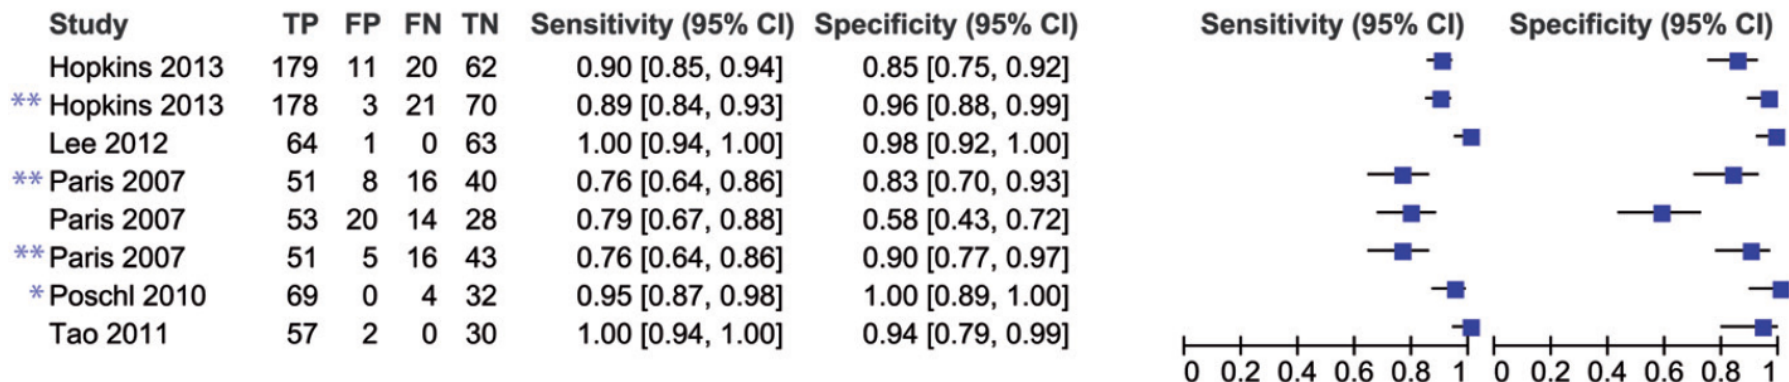 Study TP FP FN TN Sensitivity (95% CI) Specificity (95% CI) Sensitivity (95% CI) Specificity (95% CI)
Hopkins 2013 179 11 20 62 0.90 [0.85, 0.94] 0.85 [0.75, 0.92]
** Hopkins 2013 178 3 21 70 0.89 [0.84, 0.93] 0.96 [0.88, 0.99]
Lee 2012 64 1 0 63 1.00 [0.94, 1.00] 0.98 [0.92, 1.00]
** Paris 2007 51 8 16 40 0.76 [0.64, 0.86] 0.83 [0.70, 0.93]
Paris 2007 53 20 14 28 0.79 [0.67, 0.88] 0.58 [0.43, 0.72]
** Paris 2007 51 5 16 43 0.76 [0.64, 0.86] 0.90 [0.77, 0.97]
* Poschl 2010 69 0 4 32 0.95 [0.87, 0.98] 1.00 [0.89, 1.00]
Tao 2011 57 2 0 30 1.00 [0.94, 1.00] 0.94 [0.79, 0.99]
0 0.2 0.4 0.6 0.8 1 0 0.2 0.4 0.6 0.8 1